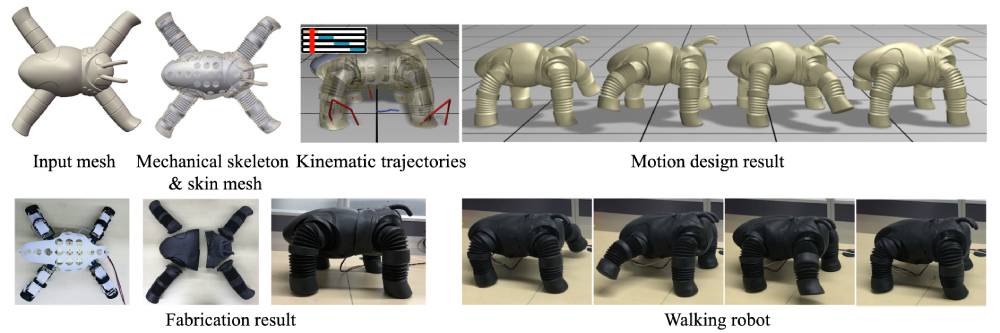 Input mesh
Mechanical skeleton
& skin mesh
Kinematic trajectories
Motion design result
Fabrication result
Walking robot